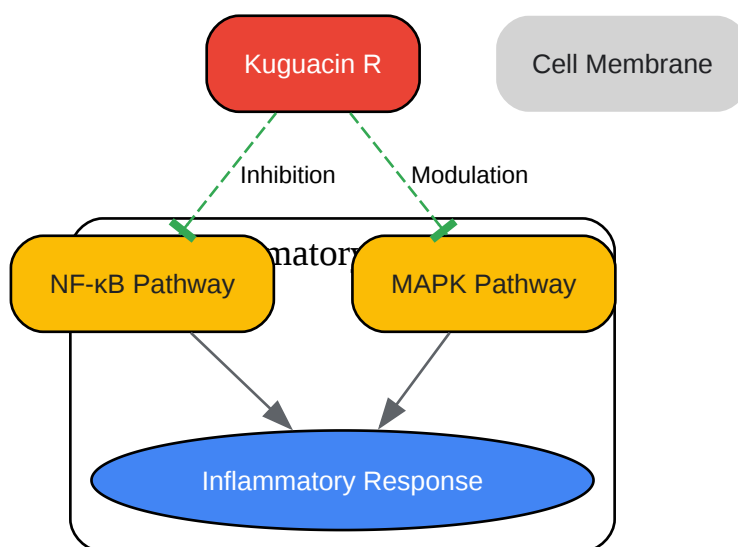 Kuguacin R
Cell Membrane
Inhibition
Modulation
NF-κB Pathway
MAPK Pathway
Inflammatory Response